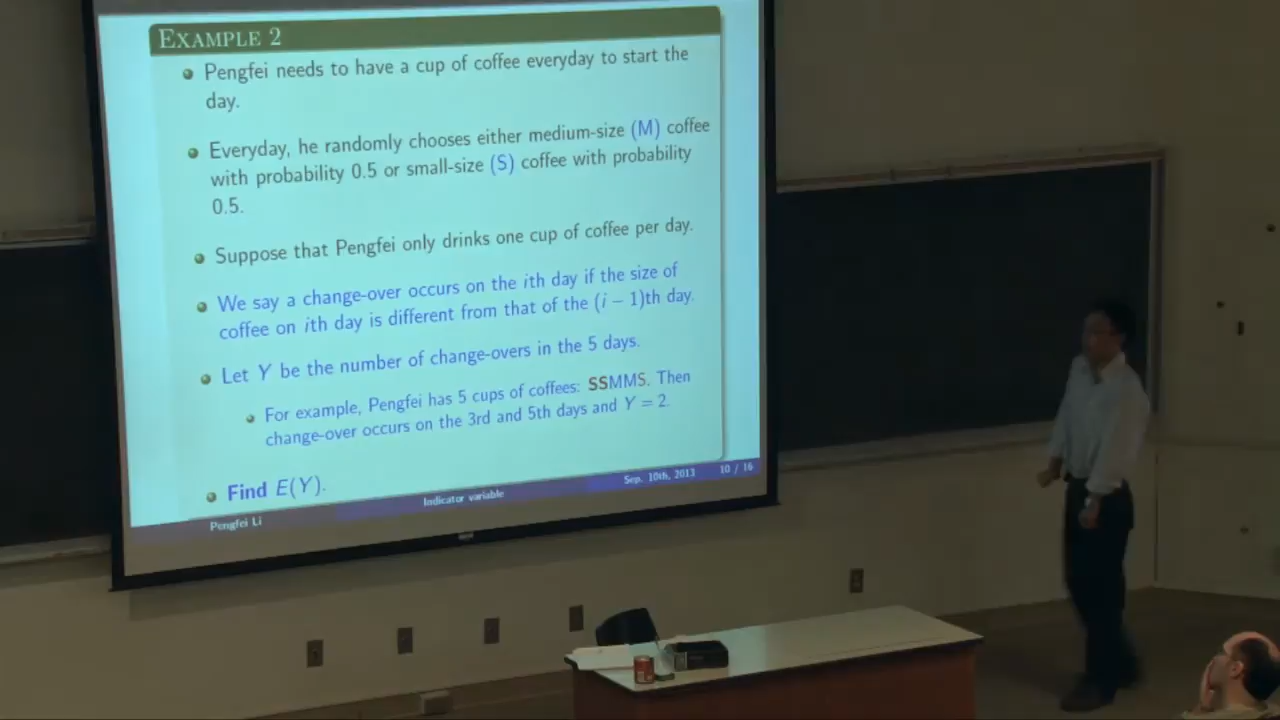 EXAMPLE 2
Pengfei needs to have a cup of coffee everyday to start the
day.
Everyday, he randomly chooses either medium-size (M) coffee
with probability 0.5 or small-size (S) coffee with probability
0.5.
Suppose that Pengfei only drinks one cup of coffee per day.
We say a change-over occurs on the ith day if the size of
coffee on ith day is different from that of the (i − 1)th day.
Let Y be the number of change-overs in the 5 days.
For example, Pengfei has 5 cups of coffees: SSMMS. Then
change-over occurs on the 3rd and 5th days and Y = 2.
Find E(Y).
Pengfei Li
Indicator variable
Sep. 10th, 2013
10 / 16